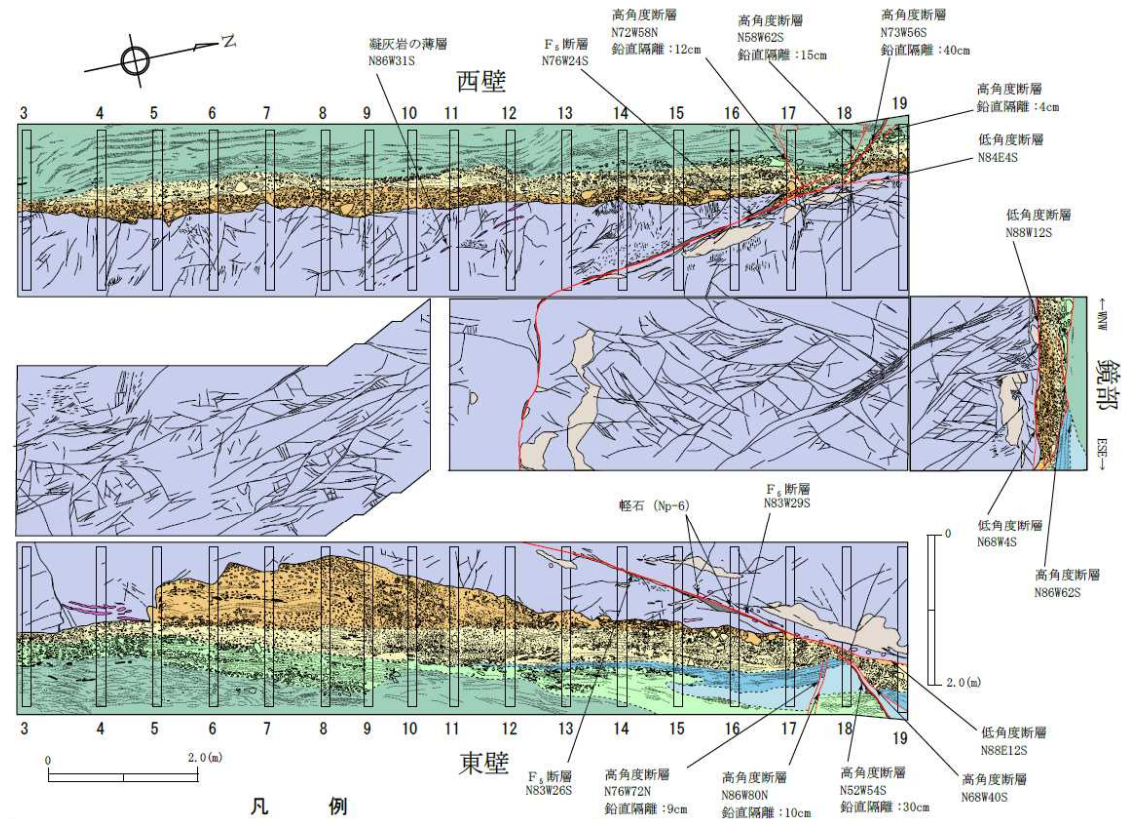 N
凝灰岩の薄層
N86W31S
西壁
F₅断層
N76W24S
高角度断層
N72W58N
鉛直隔離:12cm
高角度断層
N58W62S
鉛直隔離:15cm
高角度断層
N73W56S
鉛直隔離:40cm
高角度断層
鉛直隔離:4cm
低角度断層
N84E4S
3 4 5 6 7 8 9 10 11 12 13 14 15 16 17 18 19
低角度断層
N88W12S
←WNW
鏡部
ESE→
低角度断層
N68W4S
高角度断層
N86W62S
軽石 (Np-6)
F₅断層
N83W29S
0
2.0(m)
3 4 5 6 7 8 9 10 11 12 13 14 15 16 17 18 19
東壁
0 2.0(m)
凡 例
F₅断層
N83W26S
高角度断層
N76W72N
鉛直隔離:9cm
高角度断層
N86W80N
鉛直隔離:10cm
高角度断層
N52W54S
鉛直隔離:30cm
高角度断層
N68W40S
低角度断層
N88E12S